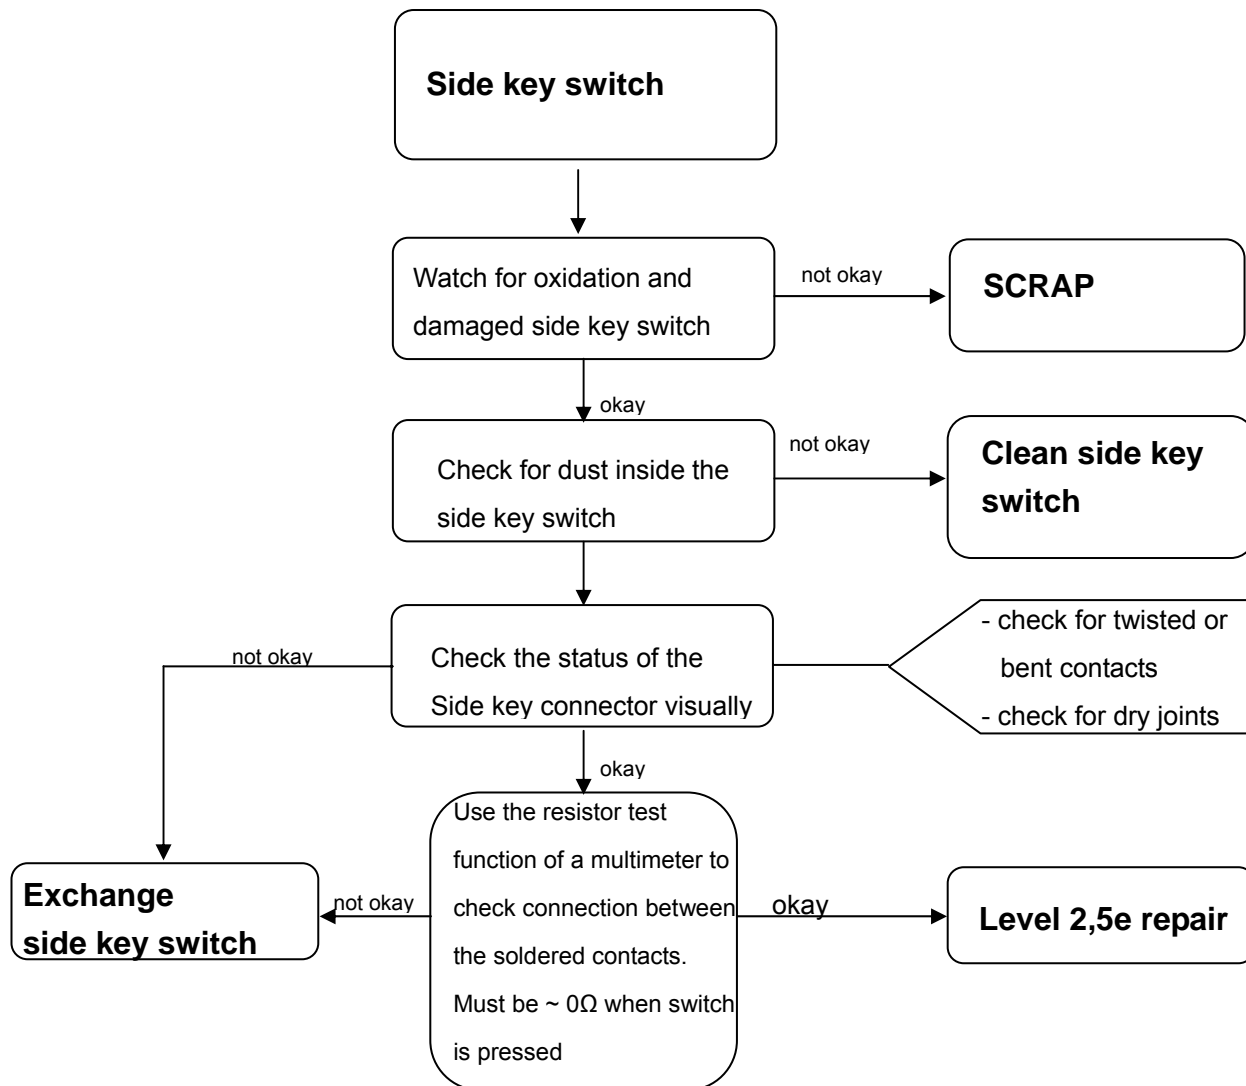 Side key switch
Watch for oxidation and
damaged side key switch
not okay
SCRAP
okay
Check for dust inside the
side key switch
not okay
Clean side key
switch
Check the status of the
Side key connector visually
not okay
- check for twisted or
bent contacts
- check for dry joints
okay
Use the resistor test
function of a multimeter to
check connection between
the soldered contacts.
Must be ~ 0Ω when switch
is pressed
not okay
Exchange
side key switch
okay
Level 2,5e repair